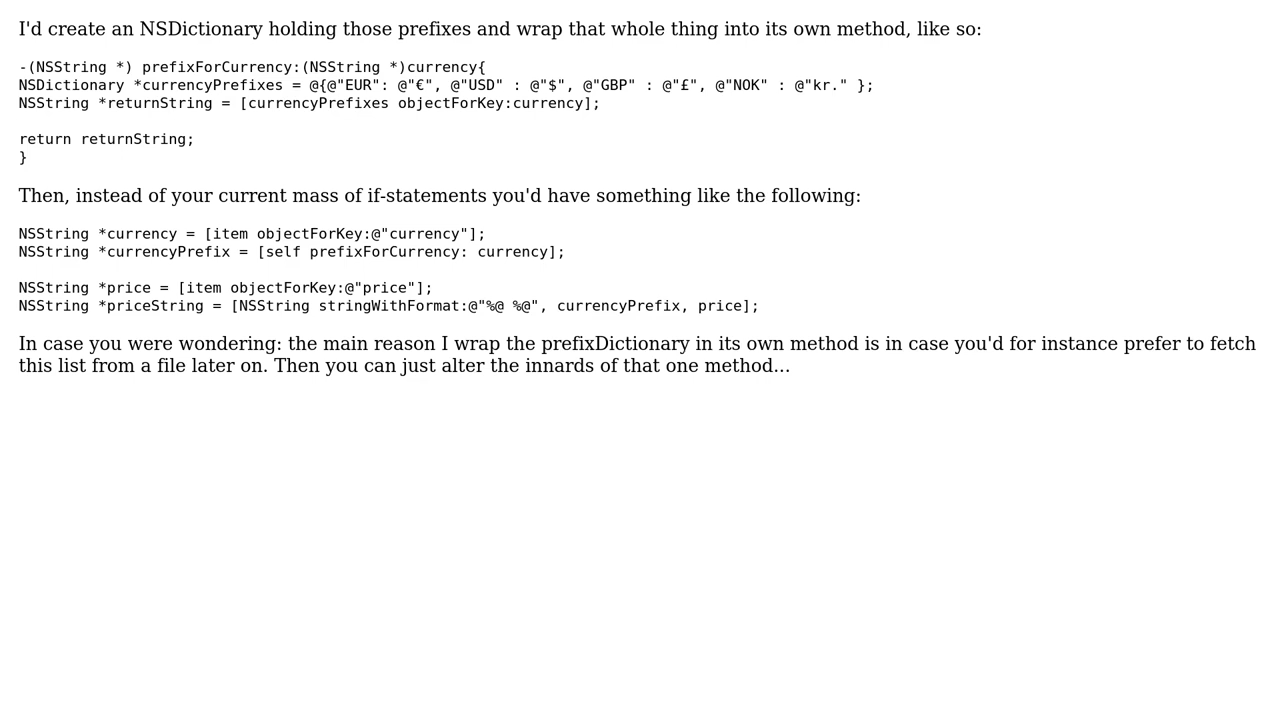 I'd create an NSDictionary holding those prefixes and wrap that whole thing into its own method, like so:
-(NSString *) prefixForCurrency:(NSString *)currency{
NSDictionary *currencyPrefixes = @{@"EUR": @"€", @"USD" : @"$", @"GBP" : @"£", @"NOK" : @"kr." };
NSString *returnString = [currencyPrefixes objectForKey:currency];
return returnString;
}
Then, instead of your current mass of if-statements you'd have something like the following:
NSString *currency = [item objectForKey:@"currency"];
NSString *currencyPrefix = [self prefixForCurrency: currency];
NSString *price = [item objectForKey:@"price"];
NSString *priceString = [NSString stringWithFormat:@"%@ %@", currencyPrefix, price];
In case you were wondering: the main reason I wrap the prefixDictionary in its own method is in case you'd for instance prefer to fetch
this list from a file later on. Then you can just alter the innards of that one method...